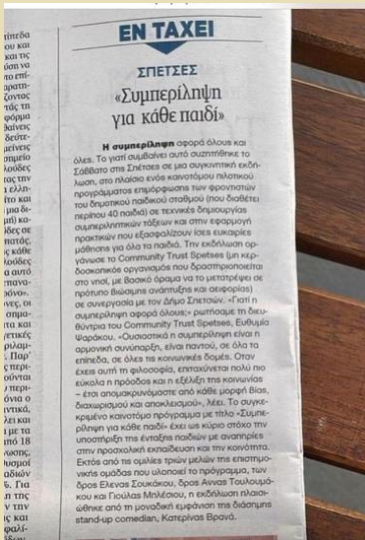 ΕΝ ΤΑΧΕΙ
ΣΠΕΤΣΕΣ
«Συμπερίληψη
για κάθε παιδί»
Η συμπερίληψη αφορά όλους και
όλες. Το γιατί συμβαίνει αυτό συζητήθηκε το
Σάββατο στις Σπέτσες σε μια συγκινητική εκδή-
λωση, στο πλαίσιο ενός καινοτόμου πιλοτικού
προγράμματος επιμόρφωσης των φροντιστών
του δημοτικού παιδικού σταθμού (που διαθέτει
περίπου 40 παιδιά) σε τεχνικές δημιουργίας
συμπεριληπτικών τάξεων και στην εφαρμογή
πρακτικών που εξασφαλίζουν ίσες ευκαιρίες
μάθησης για όλα τα παιδιά. Την εκδήλωση ορ-
γάνωσε το Community Trust Spetses (μη κερ-
δοσκοπικός οργανισμός που δραστηριοποιείται
στο νησί, με βασικό όραμα να το μετατρέψει σε
πρότυπο βιώσιμης ανάπτυξης και αειφορίας)
σε συνεργασία με τον Δήμο Σπετσών. «Γιατί η
συμπερίληψη αφορά όλους;» ρωτήσαμε τη διευ-
θύντρια του Community Trust Spetses, Ευθυμία
Ψαράκου. «Ουσιαστικά η συμπερίληψη είναι η
αρμονική συνύπαρξη, είναι παντού, σε όλα τα
επίπεδα, σε όλες τις κοινωνικές δομές. Όταν
έχεις αυτή τη φιλοσοφία, επιτυγχάνεται πολύ πιο
εύκολα η πρόοδος και η εξέλιξη της κοινωνίας
– έτσι απομακρυνόμαστε από κάθε μορφή βίας,
διαχωρισμού και αποκλεισμού», λέει. Το συγκε-
κριμένο καινοτόμο πρόγραμμα με τίτλο «Συμπε-
ρίληψη για κάθε παιδί» έχει ως κύριο στόχο την
υποστήριξη της ένταξης παιδιών με αναπηρίες
στην προσχολική εκπαίδευση και την κοινότητα.
Εκτός από τις ομιλίες τριών μελών της επιστημο-
νικής ομάδας που υλοποιεί το πρόγραμμα, των
δρος Ελενας Σουκάκου, δρος Αννας Τουλουμά-
κου και Γιούλας Μηλέσιου, η εκδήλωση πλαισι-
ώθηκε από τη μοναδική εμφάνιση της διάσημης
stand-up comedian, Κατερίνας Βρανά.